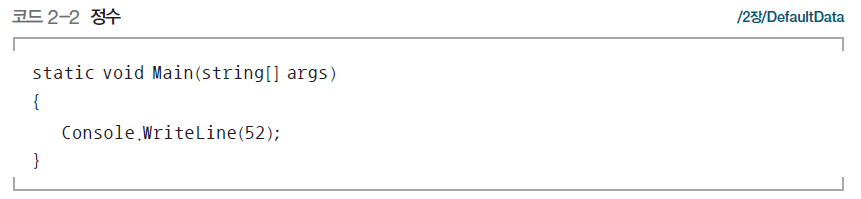 코드 2-2 정수
/2장/DefaultData
static void Main(string[] args)
{
Console.WriteLine(52);
}